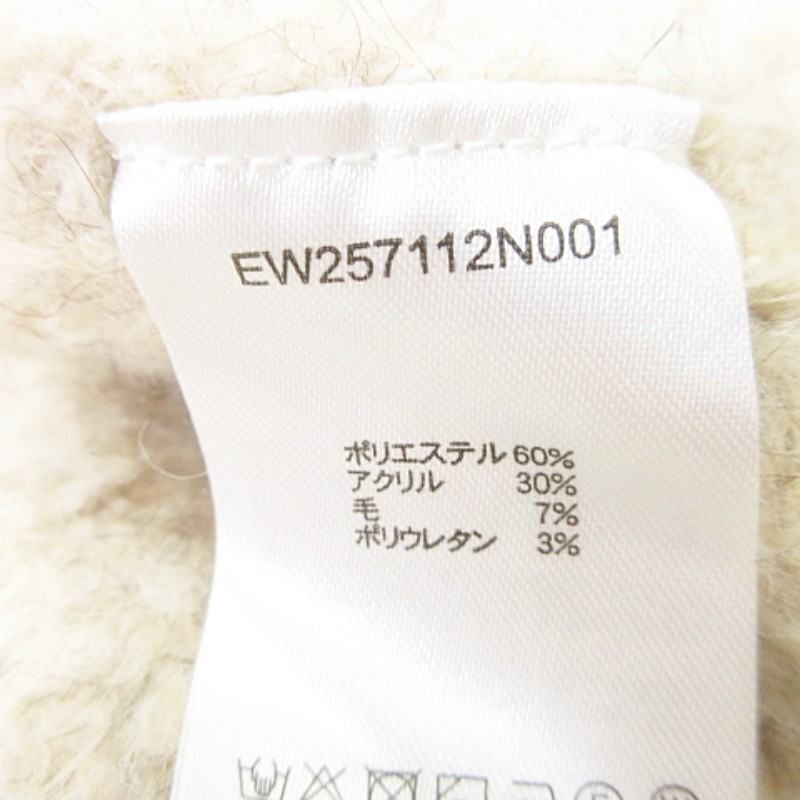 EW257112N001
ポリエステル 60%
アクリル 30%
毛 7%
ポリウレタン 3%